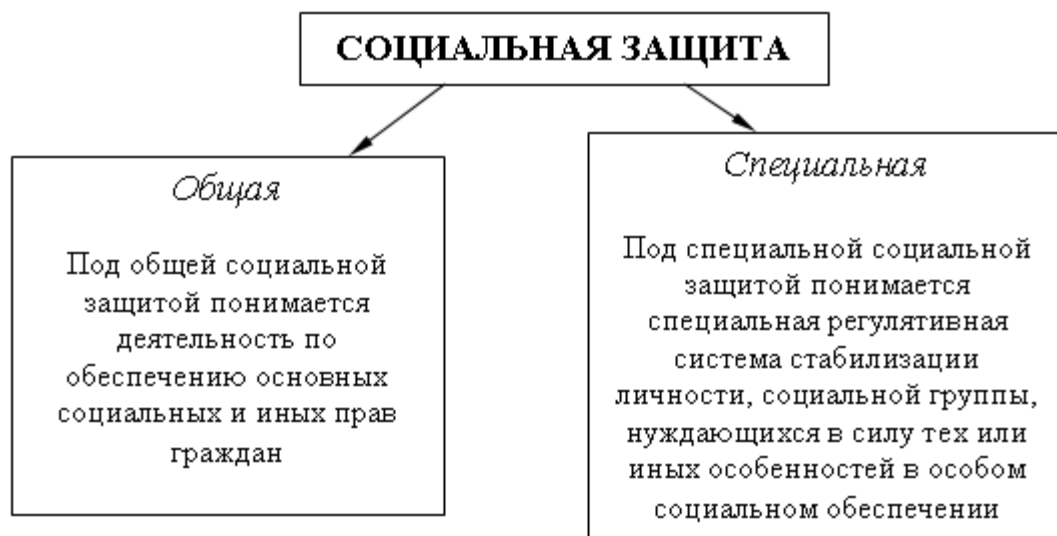 СОЦИАЛЬНАЯ ЗАЩИТА
Общая
Под общей социальной
защитой понимается
деятельность по
обеспечению основных
социальных и иных прав
граждан
Специальная
Под специальной социальной
защитой понимается
специальная регулятивная
система стабилизации
личности, социальной группы,
нуждающихся в силу тех или
иных особенностей в особом
социальном обеспечении